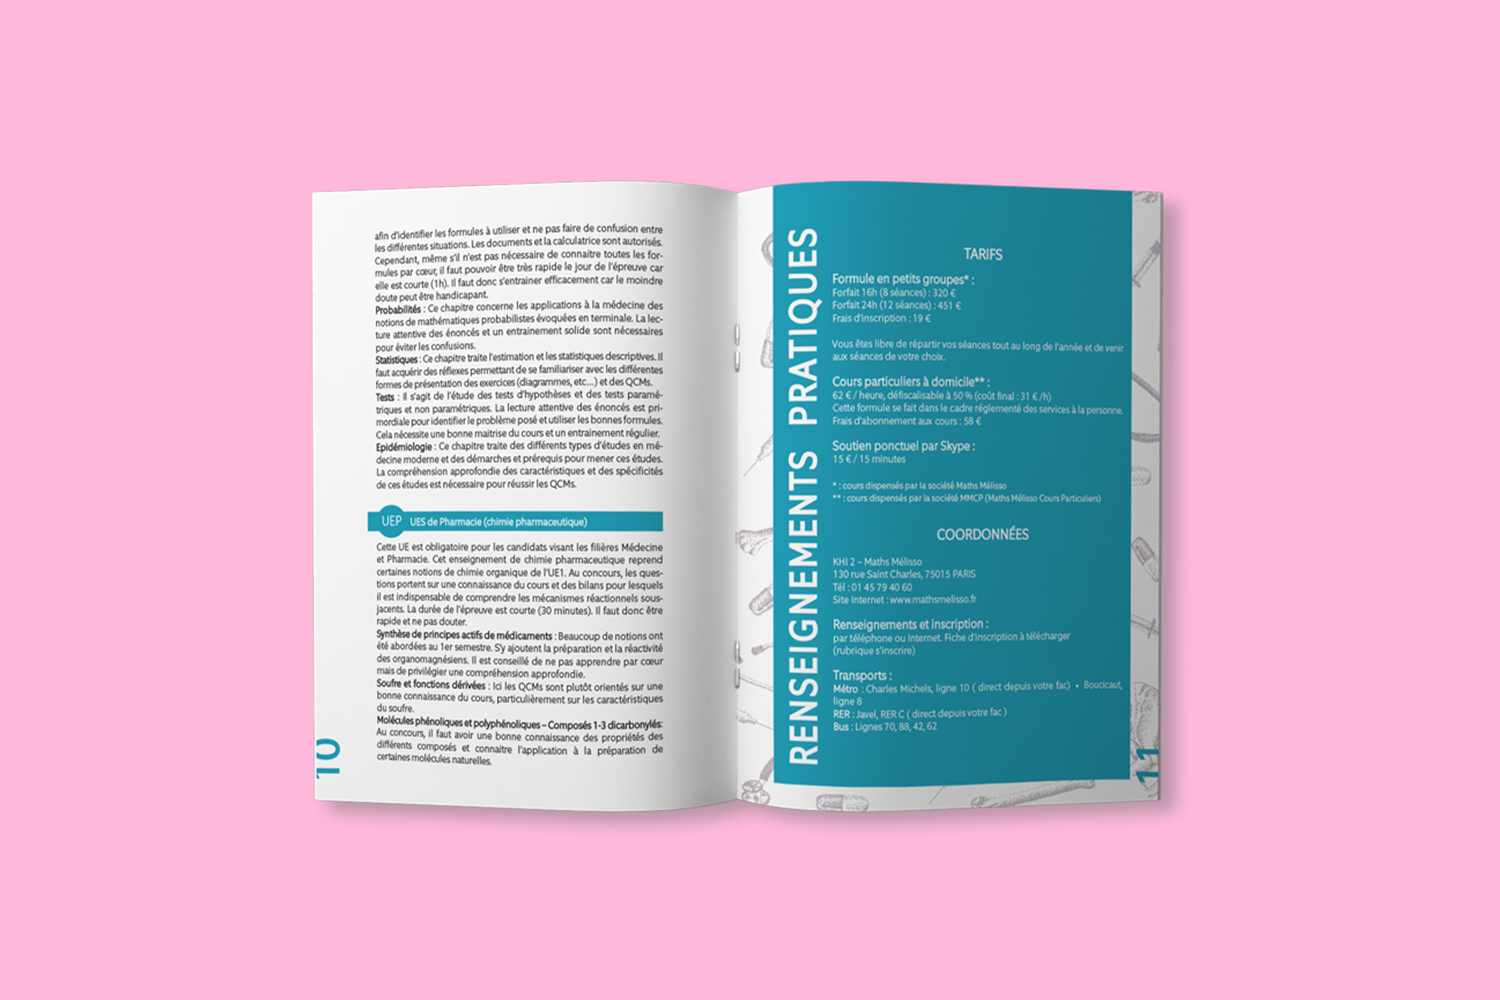 afin d'identifier les formules à utiliser et ne pas faire de confusion entre
les différentes situations. Les documents et la calculatrice sont autorisés.
Cependant, même s'il n'est pas nécessaire de connaitre toutes les for-
mules par cœur, il faut pouvoir être très rapide le jour de l'épreuve car
elle est courte (1h). Il faut donc s'entrainer efficacement car le moindre
doute peut être handicapant.
Probabilités : Ce chapitre concerne les applications à la médecine des
notions de mathématiques probabilistes évoquées en terminale. La lec-
ture attentive des énoncés et un entrainement solide sont nécessaires
pour éviter les confusions.
Statistiques : Ce chapitre traite l'estimation et les statistiques descriptives. Il
faut acquérir des réflexes permettant de se familiariser avec les différentes
formes de présentation des exercices (diagrammes, etc...) et des QCMs.
Tests : Il s'agit de l'étude des tests d'hypothèses et des tests paramé-
triques et non paramétriques. La lecture attentive des énoncés est pri-
mordiale pour identifier le problème posé et utiliser les bonnes formules.
Cela nécessite une bonne maitrise du cours et un entrainement régulier.
Epidémiologie : Ce chapitre traite des différents types d'études en mé-
decine moderne et des démarches et prérequis pour mener ces études.
La compréhension approfondie des caractéristiques et des spécificités
de ces études est nécessaire pour réussir les QCMs.
UEP UES de Pharmacie (chimie pharmaceutique)
Cette UE est obligatoire pour les candidats visant les filières Médecine
et Pharmacie. Cet enseignement de chimie pharmaceutique reprend
certaines notions de chimie organique de l'UE1. Au concours, les ques-
tions portent sur une connaissance du cours et des bilans pour lesquels
il est indispensable de comprendre les mécanismes réactionnels sous-
jacents. La durée de l'épreuve est courte (30 minutes). Il faut donc être
rapide et ne pas douter.
Synthèse de principes actifs de médicaments : Beaucoup de notions ont
été abordées au 1er semestre. S'y ajoutent la préparation et la réactivité
des organomagnésiens. Il est conseillé de ne pas apprendre par cœur
mais de privilégier une compréhension approfondie.
Soufre et fonctions dérivées : Ici les QCMs sont plutôt orientés sur une
bonne connaissance du cours, particulièrement sur les caractéristiques
du soufre.
Molécules phénoliques et polyphénoliques – Composés 1-3 dicarbonylés:
Au concours, il faut avoir une bonne connaissance des propriétés des
différents composés et connaitre l'application à la préparation de
certaines molécules naturelles.
10
RENSEIGNEMENTS PRATIQUES
TARIFS
Formule en petits groupes* :
Forfait 16h (8 séances) : 320 €
Forfait 24h (12 séances) : 451 €
Frais d'inscription : 19 €
Vous êtes libre de répartir vos séances tout au long de l'année et de venir
aux séances de votre choix.
Cours particuliers à domicile** :
62 € / heure, défiscalisable à 50 % (coût final : 31 € /h)
Cette formule se fait dans le cadre réglementé des services à la personne.
Frais d'abonnement aux cours : 58 €
Soutien ponctuel par Skype :
15 € / 15 minutes
* : cours dispensés par la société Maths Mélisso
** : cours dispensés par la société MMCP (Maths Mélisso Cours Particuliers)
COORDONNÉES
KHI 2 – Maths Mélisso
130 rue Saint Charles, 75015 PARIS
Tél : 01 45 79 40 60
Site Internet : www.mathsmelisso.fr
Renseignements et inscription :
par téléphone ou Internet. Fiche d'inscription à télécharger
(rubrique s'inscrire)
Transports :
Métro : Charles Michels, ligne 10 ( direct depuis votre fac) • Boucicaut,
ligne 8
RER : Javel, RER C ( direct depuis votre fac )
Bus : Lignes 70, 88, 42, 62
11